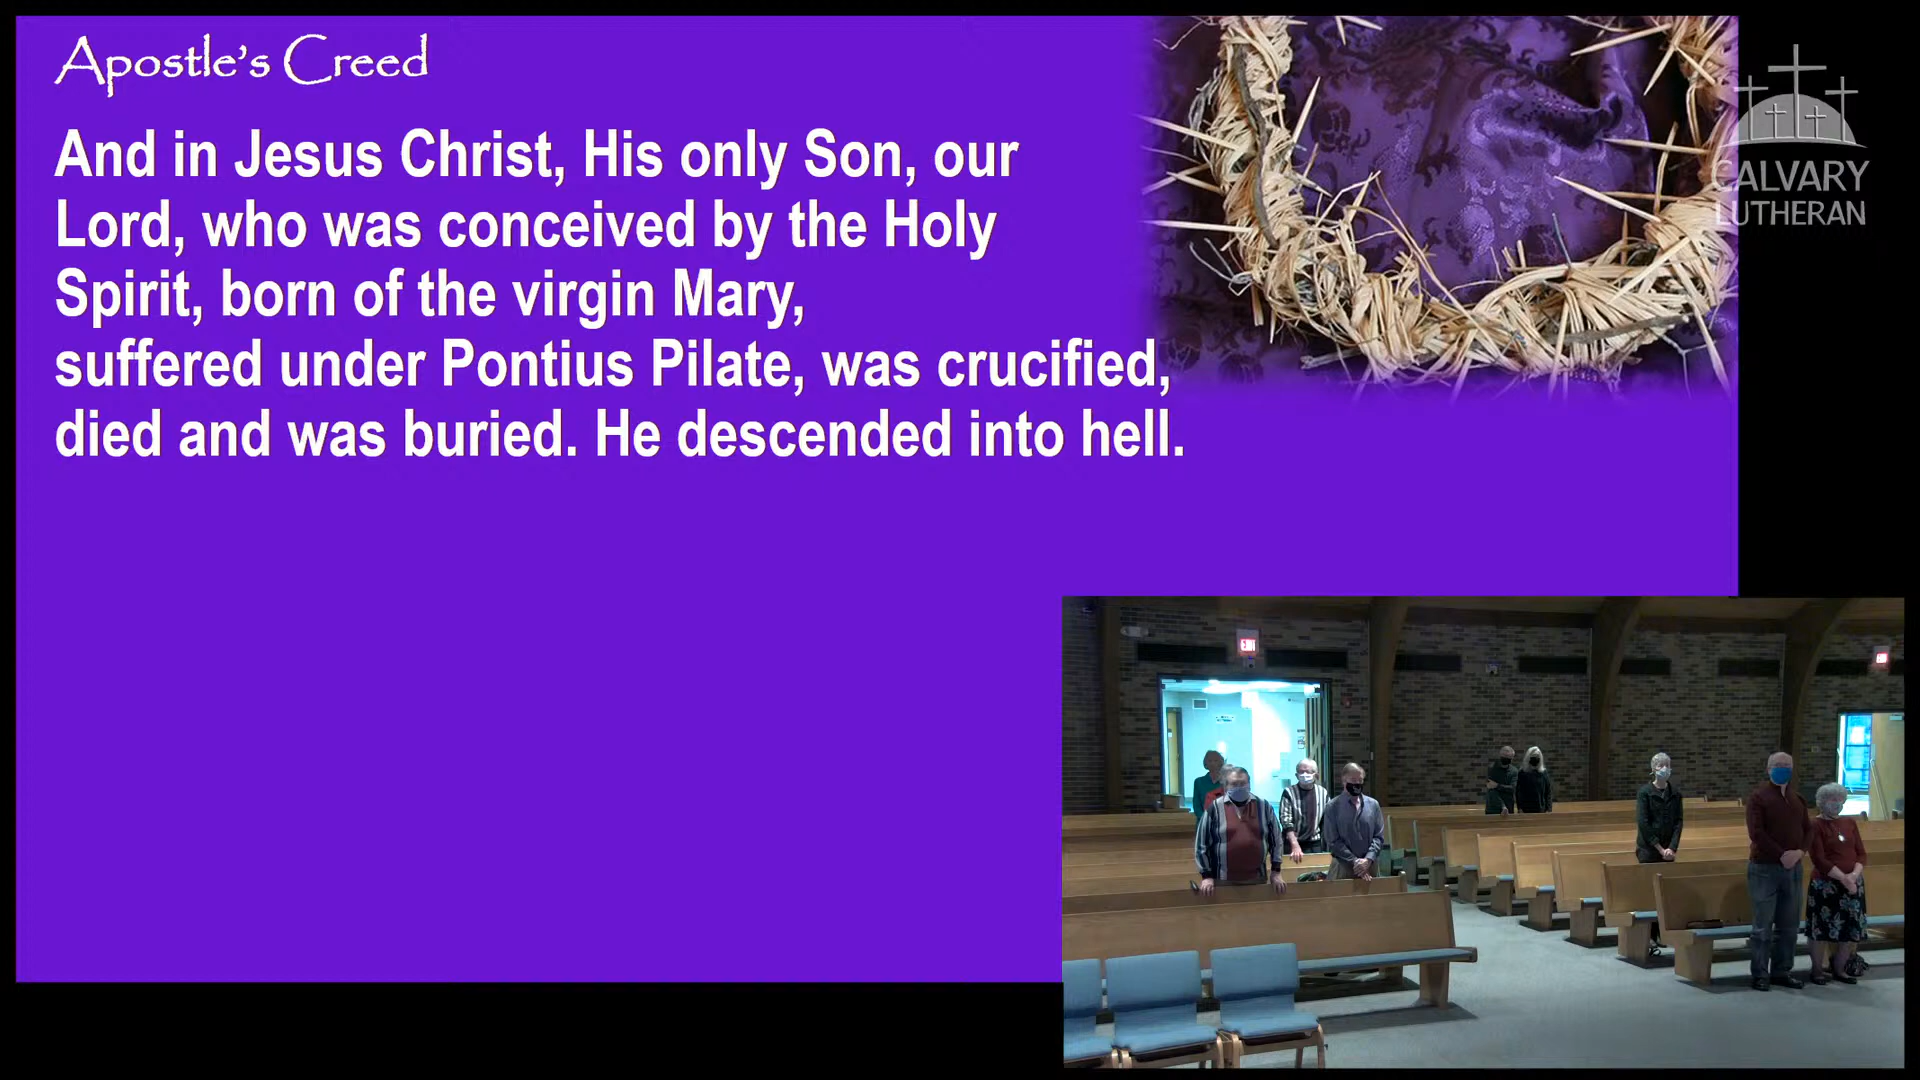 Apostle's Creed
And in Jesus Christ, His only Son, our
Lord, who was conceived by the Holy
Spirit, born of the virgin Mary,
suffered under Pontius Pilate, was crucified,
died and was buried. He descended into hell.
CALVARY
LUTHERAN